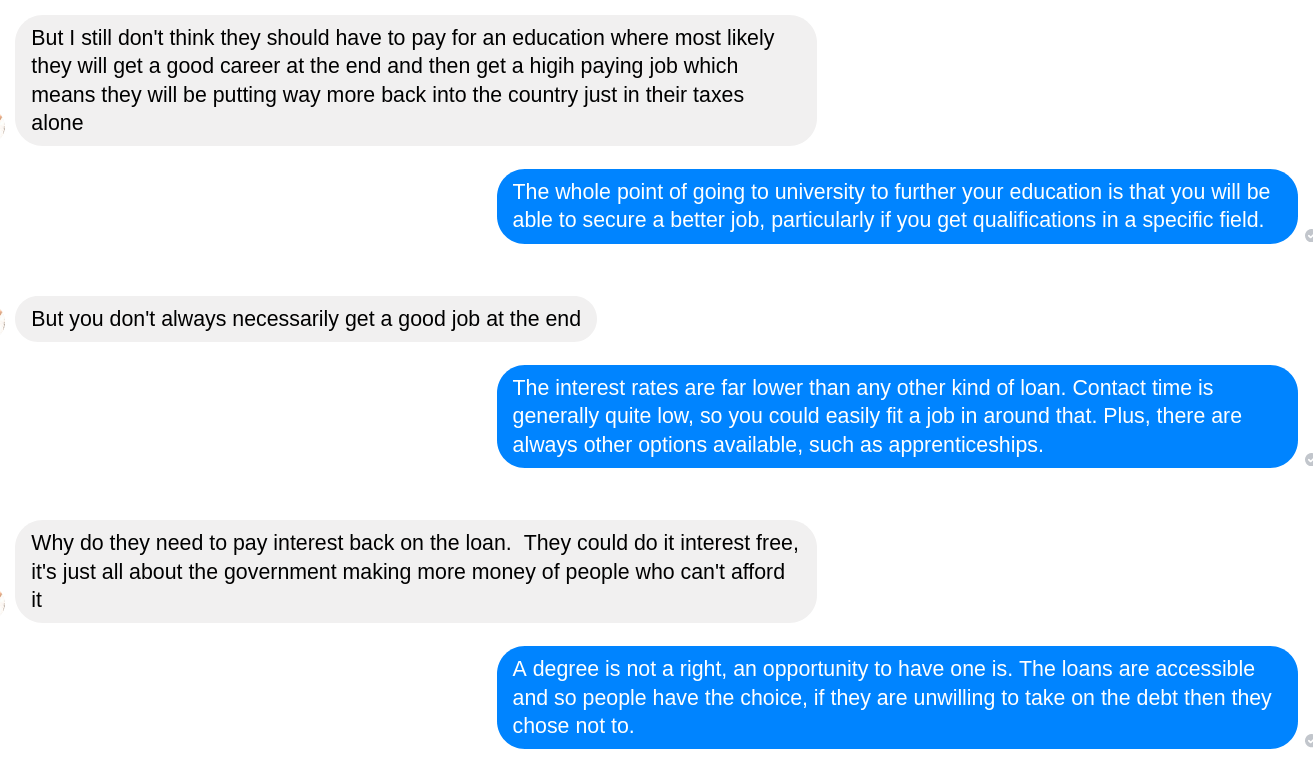 But I still don't think they should have to pay for an education where most likely
they will get a good career at the end and then get a higih paying job which
means they will be putting way more back into the country just in their taxes
alone
The whole point of going to university to further your education is that you will be
able to secure a better job, particularly if you get qualifications in a specific field.
But you don't always necessarily get a good job at the end
The interest rates are far lower than any other kind of loan. Contact time is
generally quite low, so you could easily fit a job in around that. Plus, there are
always other options available, such as apprenticeships.
Why do they need to pay interest back on the loan.  They could do it interest free,
it's just all about the government making more money of people who can't afford
it
A degree is not a right, an opportunity to have one is. The loans are accessible
and so people have the choice, if they are unwilling to take on the debt then they
chose not to.